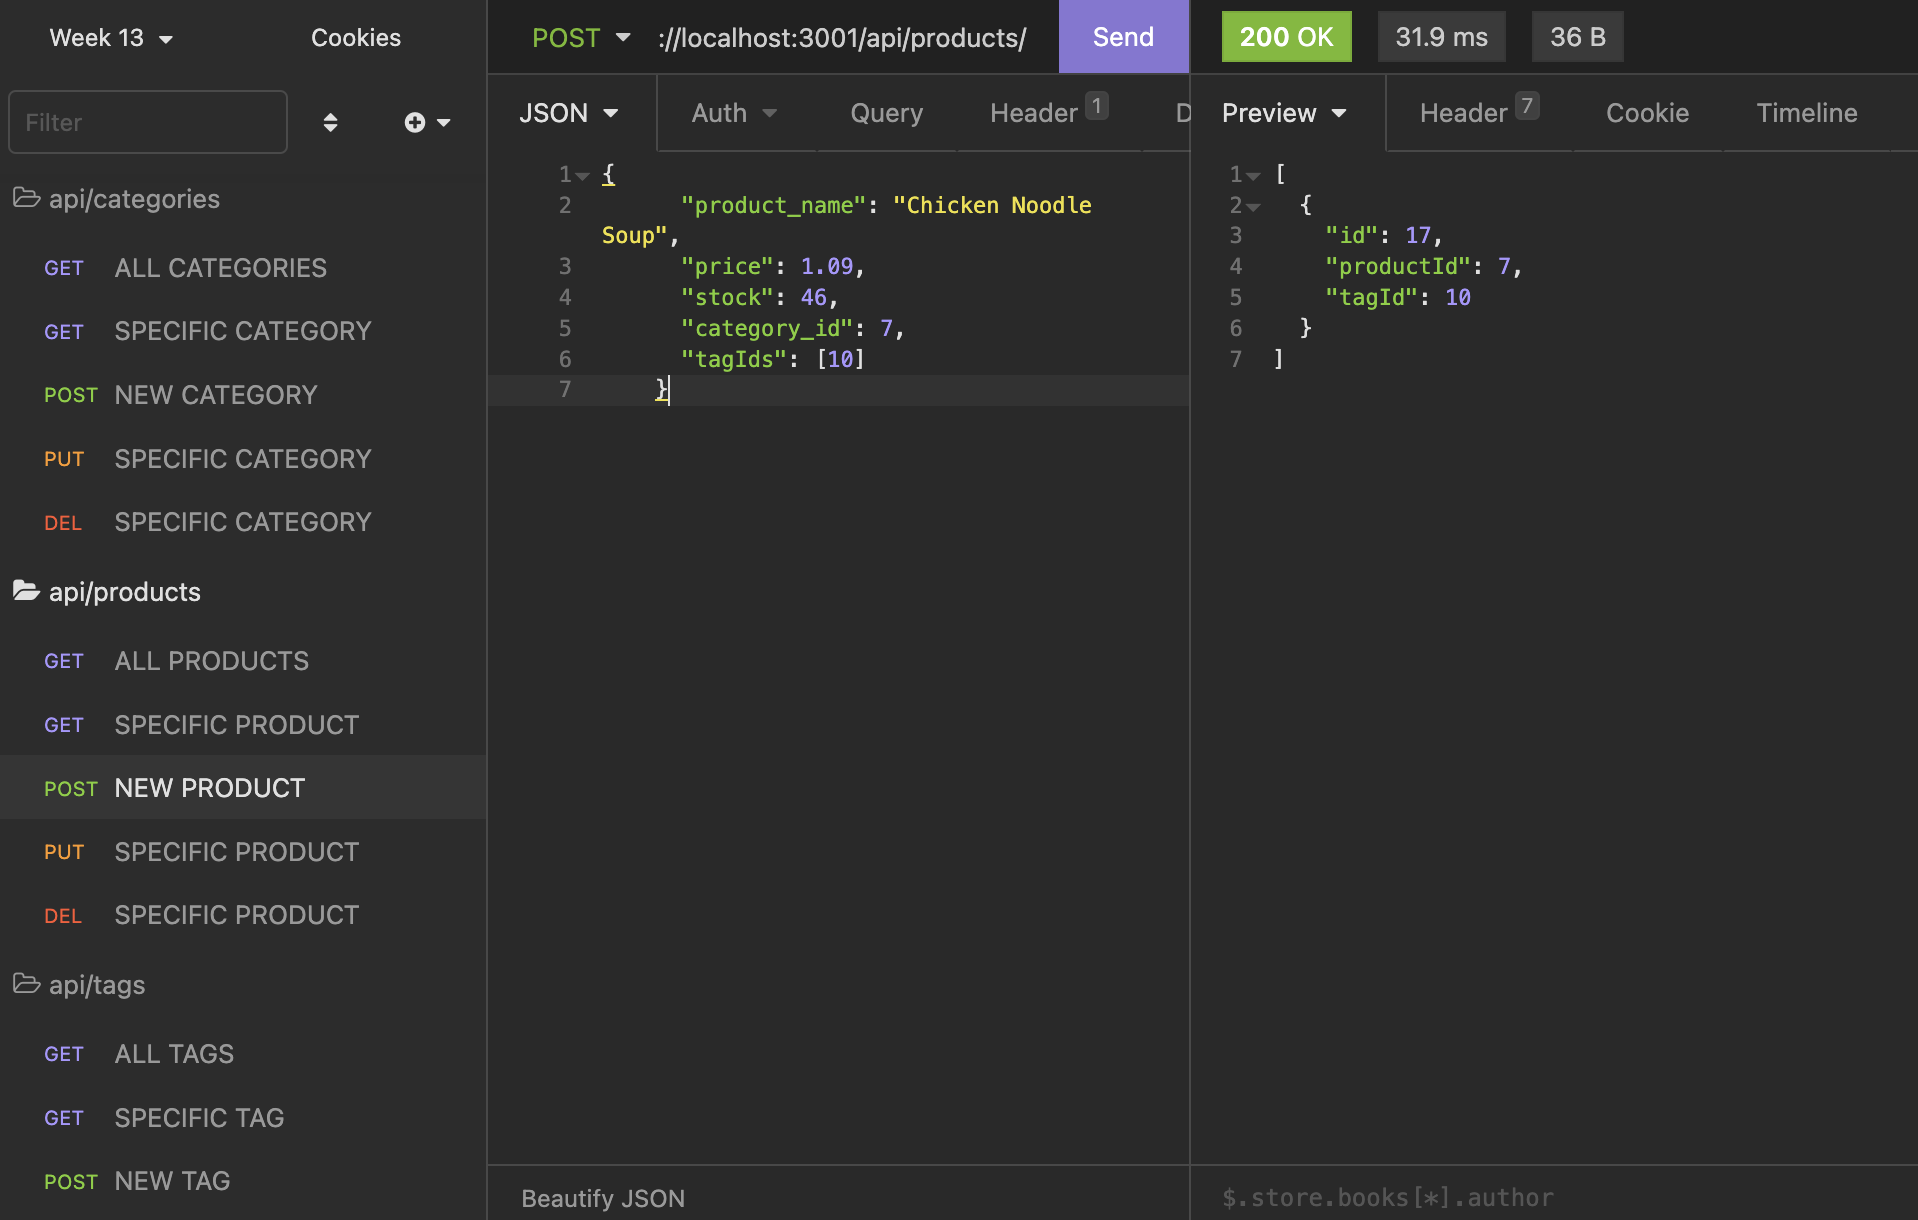 Week 13
Cookies
Filter
api/categories
GET ALL CATEGORIES
GET SPECIFIC CATEGORY
POST NEW CATEGORY
PUT SPECIFIC CATEGORY
DEL SPECIFIC CATEGORY
api/products
GET ALL PRODUCTS
GET SPECIFIC PRODUCT
POST NEW PRODUCT
PUT SPECIFIC PRODUCT
DEL SPECIFIC PRODUCT
api/tags
GET ALL TAGS
GET SPECIFIC TAG
POST NEW TAG
POST ://localhost:3001/api/products/ Send
JSON Auth Query Header 1 D
1 {
2 "product_name": "Chicken Noodle
Soup",
3 "price": 1.09,
4 "stock": 46,
5 "category_id": 7,
6 "tagIds": [10]
7 }
Beautify JSON
200 OK 31.9 ms 36 B
Preview Header 7 Cookie Timeline
1 [
2 {
3 "id": 17,
4 "productId": 7,
5 "tagId": 10
6 }
7 ]
$.store.books[*].author